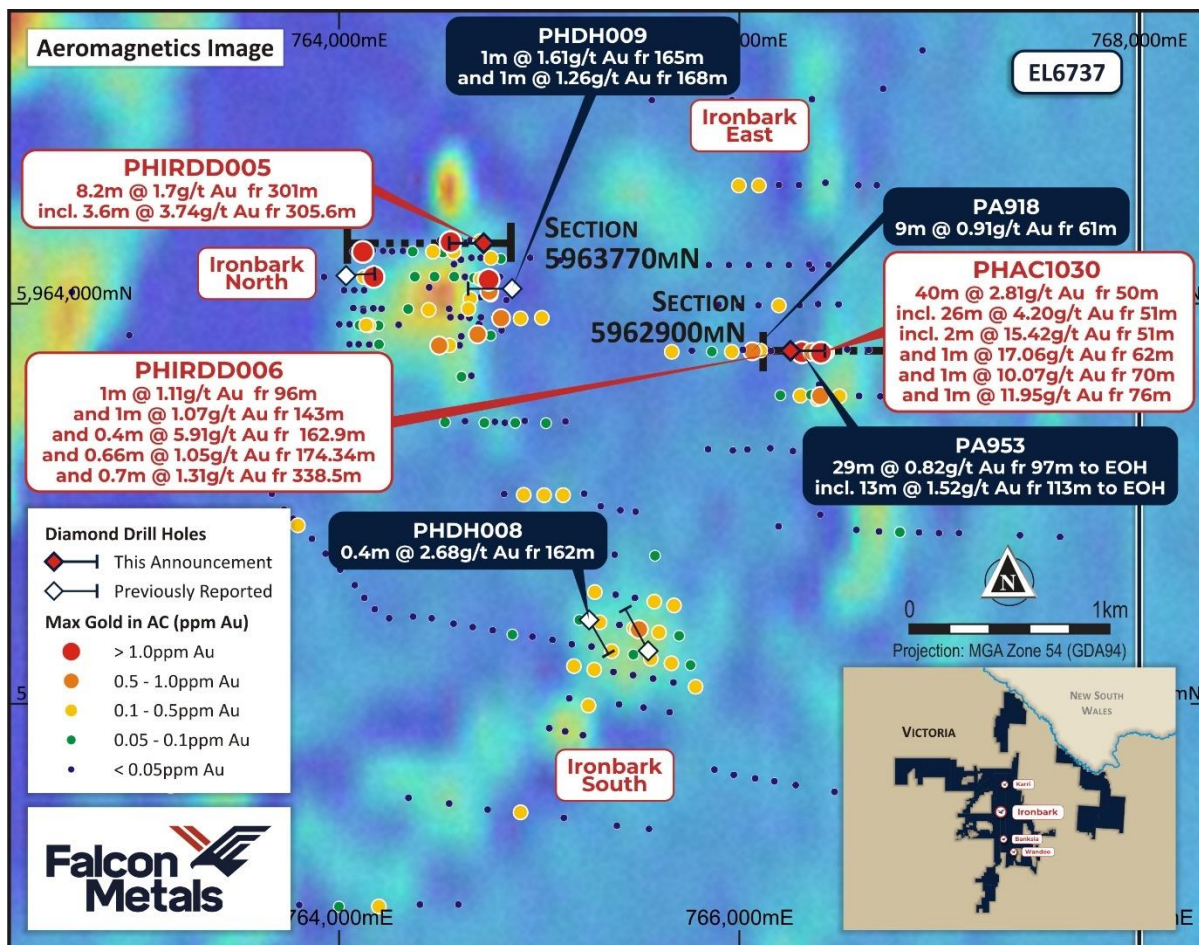 Aeromagnetics Image
764,000mE
768,000mE
EL6737
PHDH009
1m @ 1.61g/t Au fr 165m
and 1m @ 1.26g/t Au fr 168m
Ironbark
East
PHIRDD005
8.2m @ 1.7g/t Au fr 301m
incl. 3.6m @ 3.74g/t Au fr 305.6m
PA918
9m @ 0.91g/t Au fr 61m
SECTION
5963770MN
Ironbark
North
PHAC1030
40m @ 2.81g/t Au fr 50m
incl. 26m @ 4.20g/t Au fr 51m
incl. 2m @ 15.42g/t Au fr 51m
and 1m @ 17.06g/t Au fr 62m
and 1m @ 10.07g/t Au fr 70m
and 1m @ 11.95g/t Au fr 76m
5,964,000mN
SECTION
5962900MN
PHIRDD006
1m @ 1.11g/t Au fr 96m
and 1m @ 1.07g/t Au fr 143m
and 0.4m @ 5.91g/t Au fr 162.9m
and 0.66m @ 1.05g/t Au fr 174.34m
and 0.7m @ 1.31g/t Au fr 338.5m
PA953
29m @ 0.82g/t Au fr 97m to EOH
incl. 13m @ 1.52g/t Au fr 113m to EOH
PHDH008
0.4m @ 2.68g/t Au fr 162m
Diamond Drill Holes
This Announcement
Previously Reported
Max Gold in AC (ppm Au)
> 1.0ppm Au
0.5 - 1.0ppm Au
0.1 - 0.5ppm Au
0.05 - 0.1ppm Au
< 0.05ppm Au
N
0 1km
Projection: MGA Zone 54 (GDA94)
Ironbark
South
NEW SOUTH
WALES
VICTORIA
Karri
Ironbark
Banksia
Wandoo
Falcon
Metals
764,000mE
766,000mE